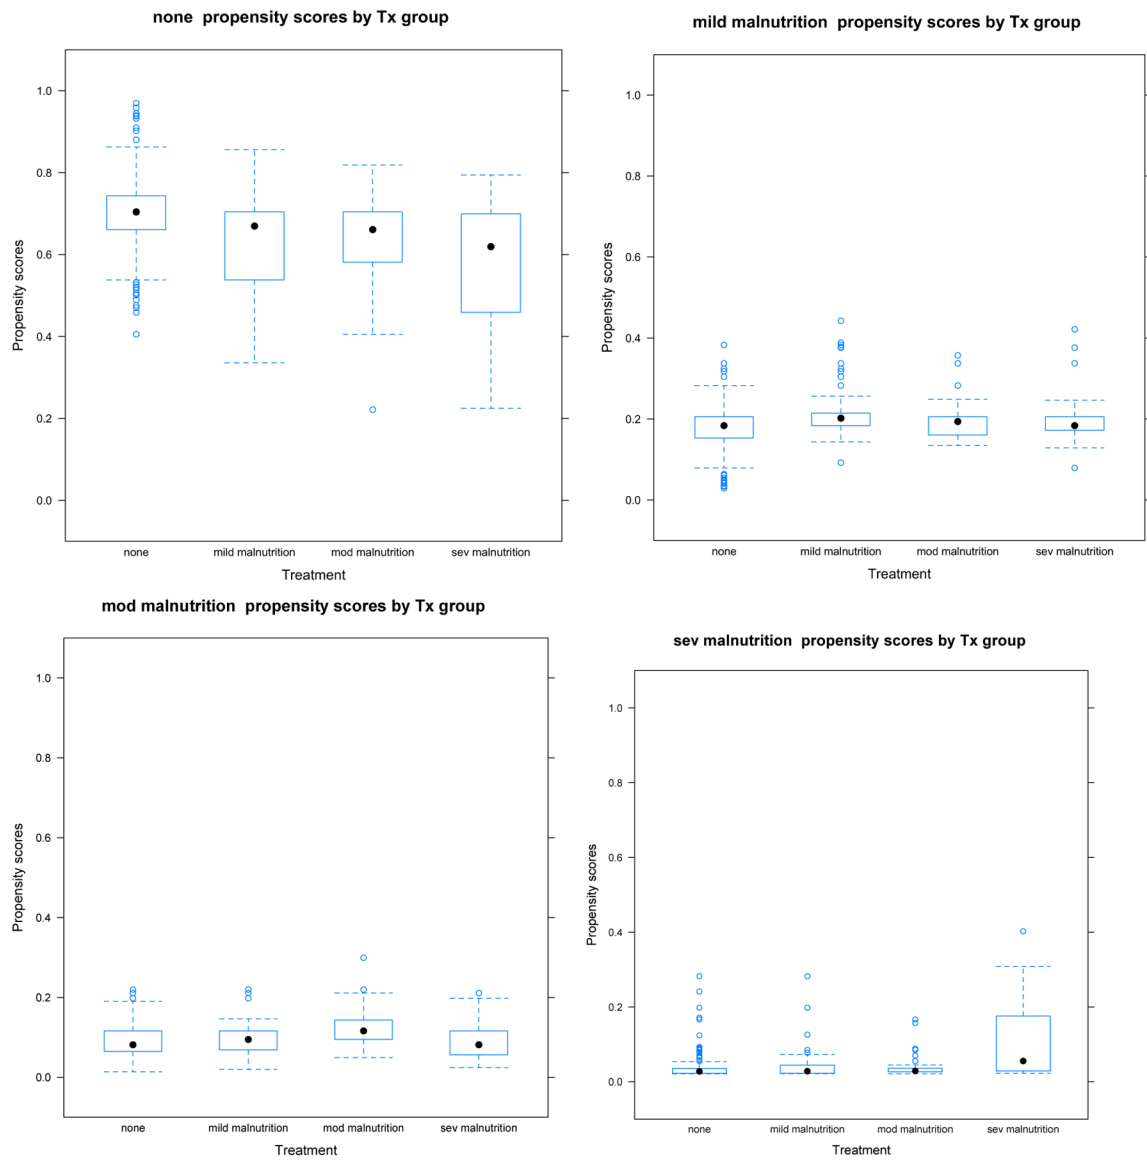 none  propensity scores by Tx group
1.0
0.8
0.6
0.4
0.2
0.0
Propensity scores
none mild malnutrition mod malnutrition sev malnutrition
Treatment
mild malnutrition  propensity scores by Tx group
1.0
0.8
0.6
0.4
0.2
0.0
Propensity scores
none mild malnutrition mod malnutrition sev malnutrition
Treatment
mod malnutrition  propensity scores by Tx group
1.0
0.8
0.6
0.4
0.2
0.0
Propensity scores
none mild malnutrition mod malnutrition sev malnutrition
Treatment
sev malnutrition  propensity scores by Tx group
1.0
0.8
0.6
0.4
0.2
0.0
Propensity scores
none mild malnutrition mod malnutrition sev malnutrition
Treatment